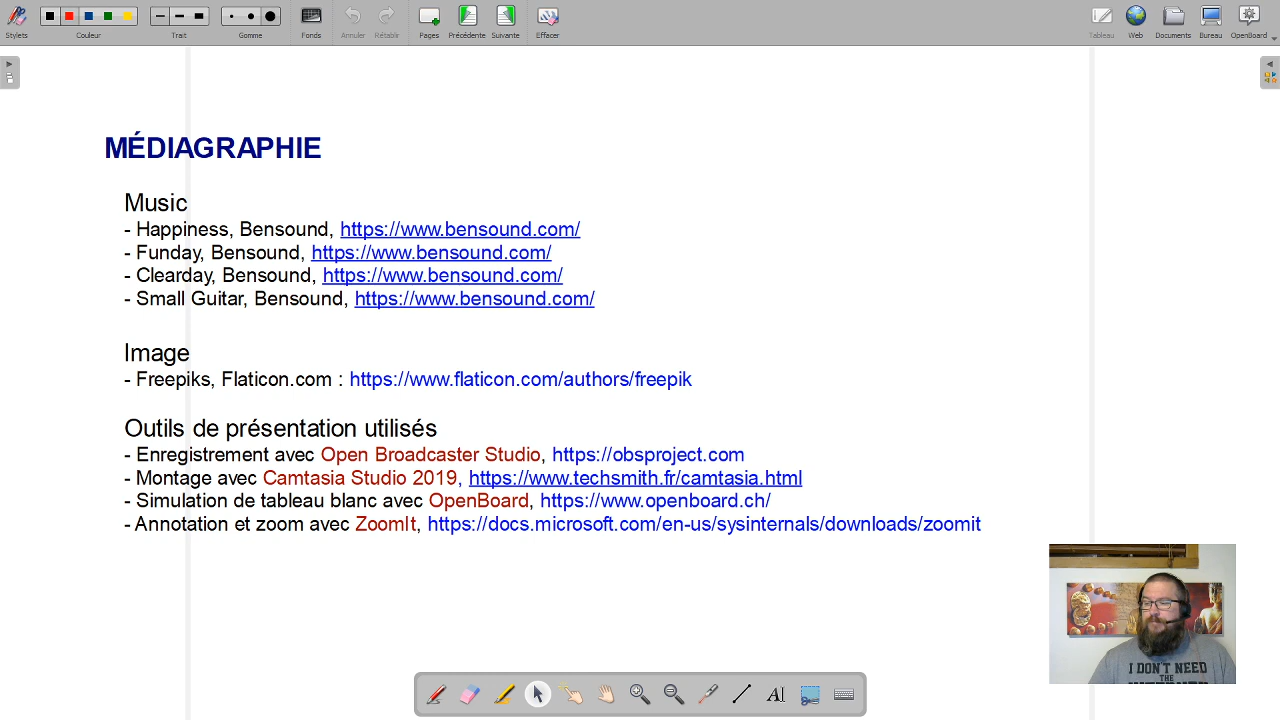 Stylets
Couleur
Trait
Gomme
Fonds
Annuler
Rétablir
Pages
Précédente
Suivante
Effacer
Tableau
Web
Documents
Bureau
OpenBoard
MÉDIAGRAPHIE
Music
- Happiness, Bensound, https://www.bensound.com/
- Funday, Bensound, https://www.bensound.com/
- Clearday, Bensound, https://www.bensound.com/
- Small Guitar, Bensound, https://www.bensound.com/
Image
- Freepiks, Flaticon.com : https://www.flaticon.com/authors/freepik
Outils de présentation utilisés
- Enregistrement avec Open Broadcaster Studio, https://obsproject.com
- Montage avec Camtasia Studio 2019, https://www.techsmith.fr/camtasia.html
- Simulation de tableau blanc avec OpenBoard, https://www.openboard.ch/
- Annotation et zoom avec ZoomIt, https://docs.microsoft.com/en-us/sysinternals/downloads/zoomit
I DON'T NEED
THE